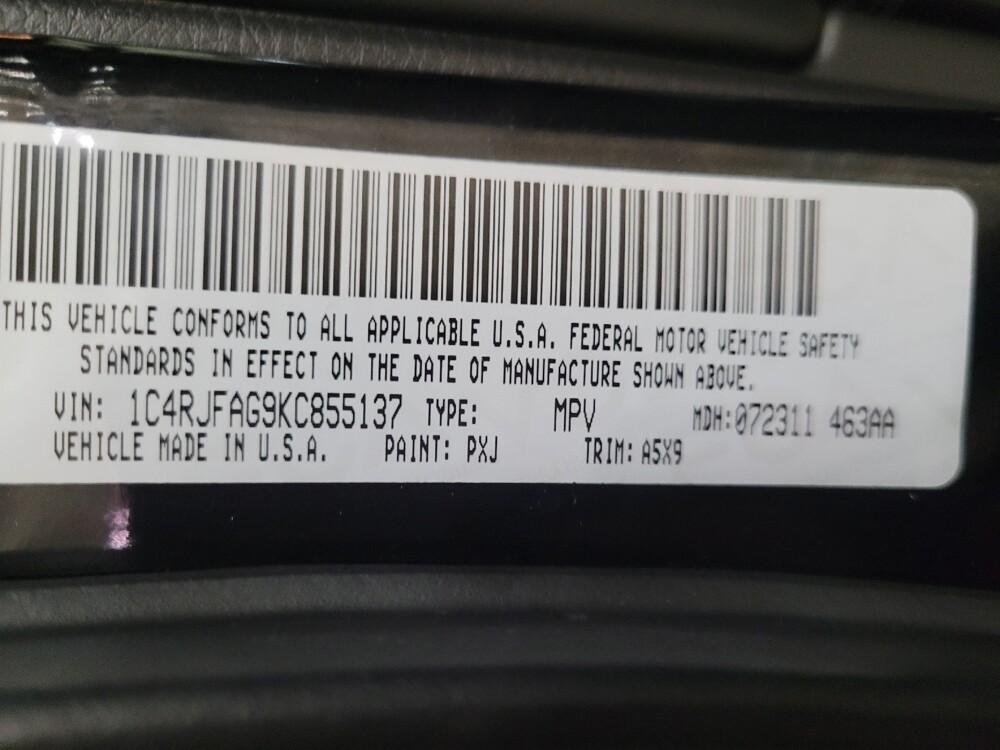 THIS VEHICLE CONFORMS TO ALL APPLICABLE U.S.A. FEDERAL MOTOR VEHICLE SAFETY
STANDARDS IN EFFECT ON THE DATE OF MANUFACTURE SHOWN ABOVE.
VIN: 1C4RJFAG9KC855137 TYPE: MPV MDH:072311 463AA
VEHICLE MADE IN U.S.A. PAINT: PXJ TRIM: A5X9